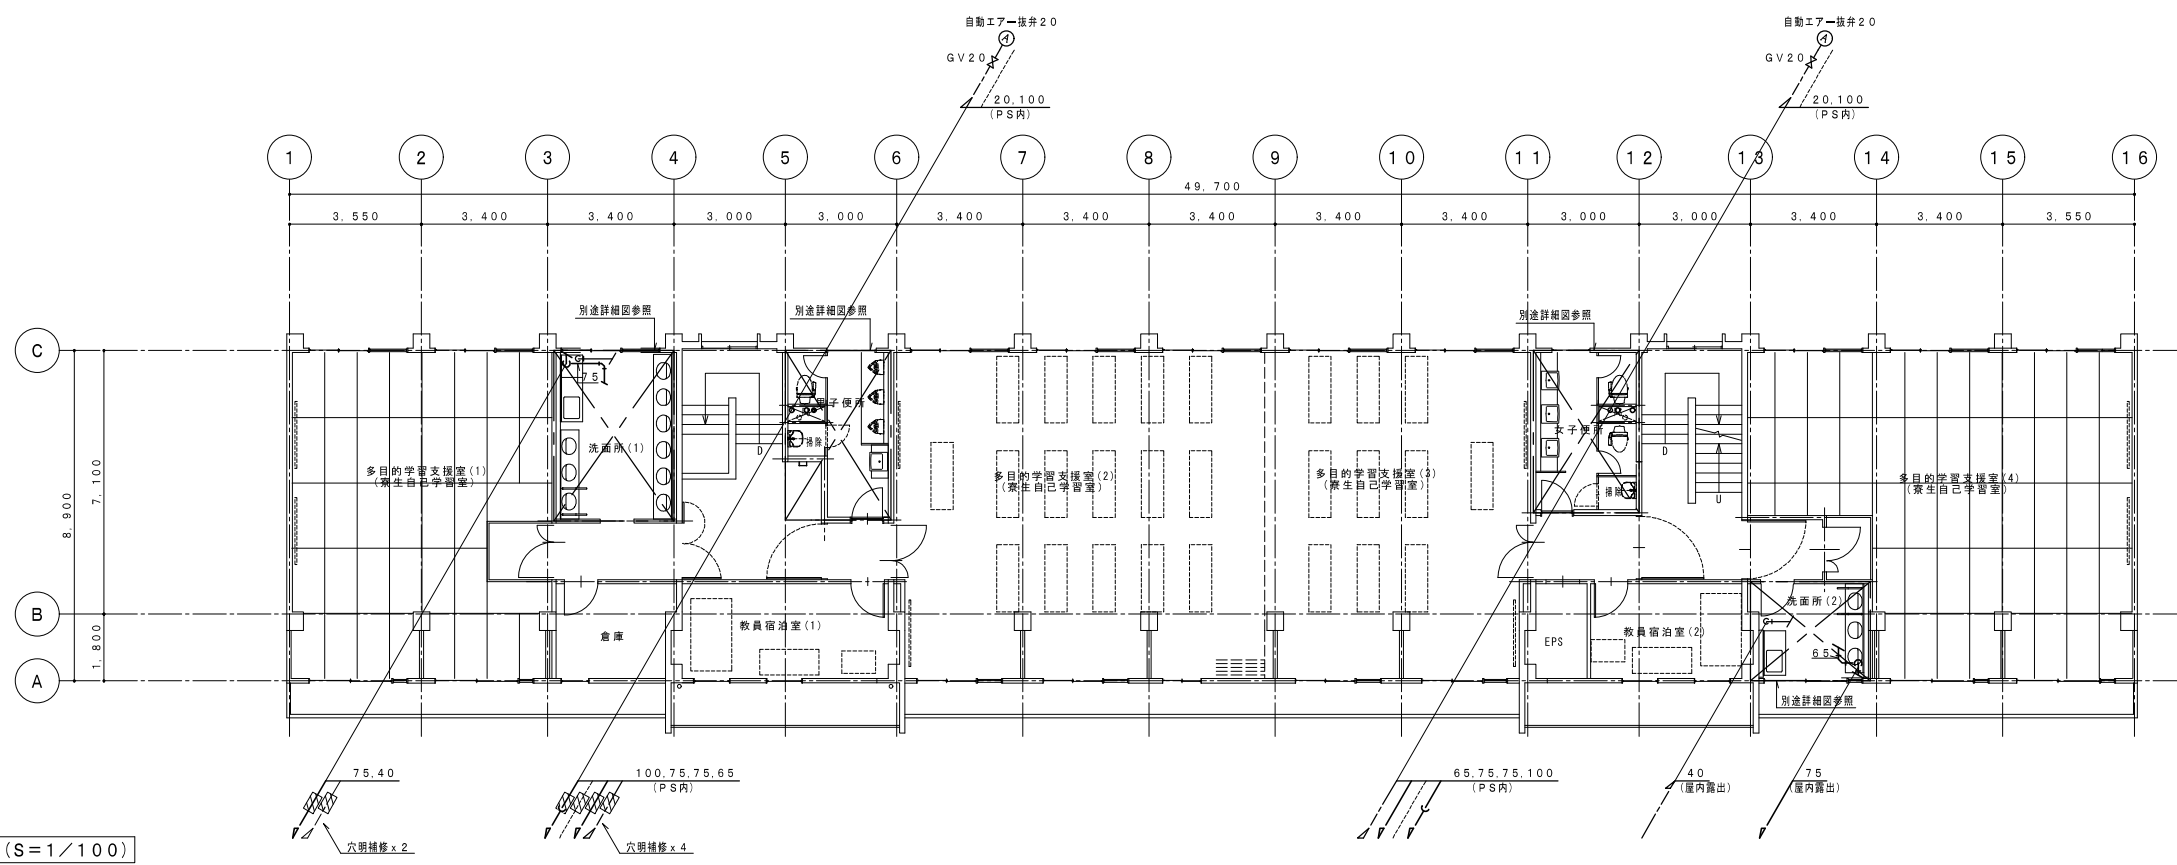 自動エアー抜弁20
自動エアー抜弁20
A
A
GV20
GV20
20,100
(PS内)
20,100
(PS内)
1
2
3
4
5
6
7
8
9
10
11
12
13
14
15
16
49,700
3,550
3,400
3,400
3,000
3,000
3,400
3,400
3,400
3,400
3,400
3,000
3,000
3,400
3,400
3,550
別途詳細図参照
別途詳細図参照
別途詳細図参照
C
75
男子便所
掃除
D
洗面所(1)
女子便所
掃除
D
U
多目的学習支援室(1)
(寮生自己学習室)
多目的学習支援室(2)
(寮生自己学習室)
多目的学習支援室(3)
(寮生自己学習室)
多目的学習支援室(4)
(寮生自己学習室)
7,100
8,900
B
洗面所(2)
教員宿泊室(1)
倉庫
EPS
教員宿泊室(2)
1,800
65
A
別途詳細図参照
75,40
100,75,75,65
(PS内)
65,75,75,100
(PS内)
40
(屋内露出)
75
(屋内露出)
穴明補修x2
穴明補修x4
(S=1/100)